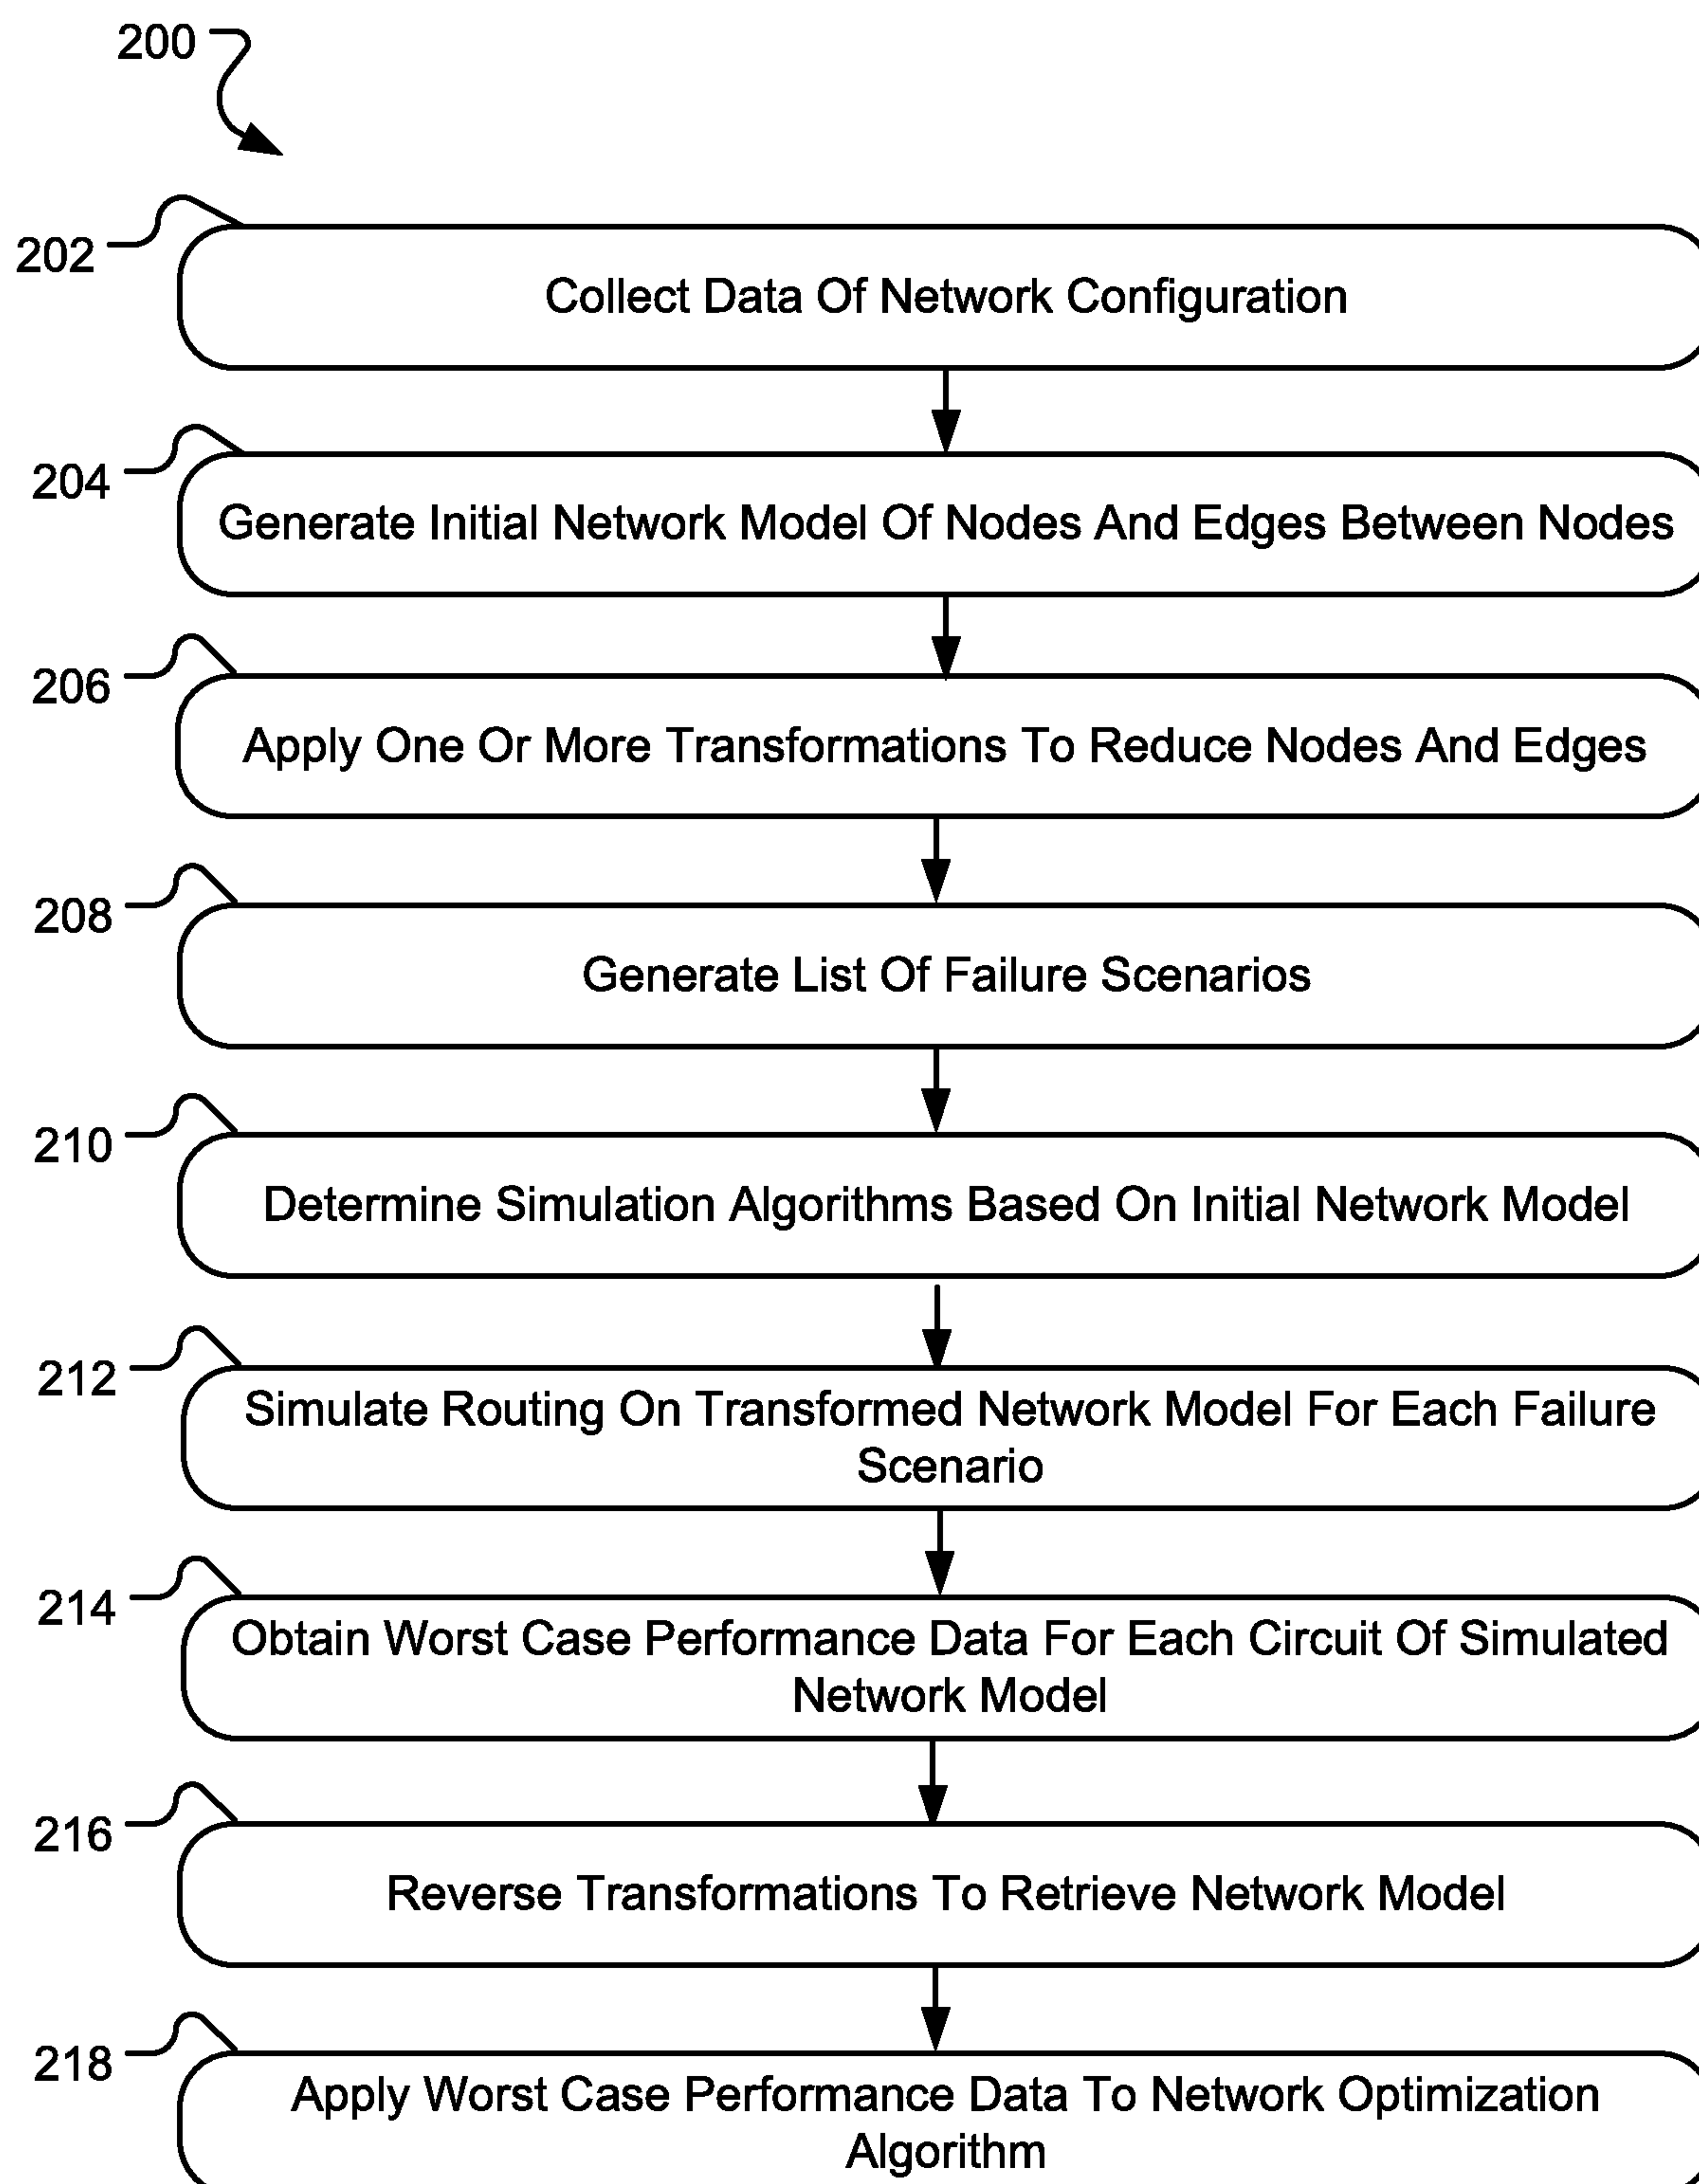 200
202
Collect Data Of Network Configuration
204
Generate Initial Network Model Of Nodes And Edges Between Nodes
206
Apply One Or More Transformations To Reduce Nodes And Edges
208
Generate List Of Failure Scenarios
210
Determine Simulation Algorithms Based On Initial Network Model
212
Simulate Routing On Transformed Network Model For Each Failure
Scenario
214
Obtain Worst Case Performance Data For Each Circuit Of Simulated
Network Model
216
Reverse Transformations To Retrieve Network Model
218
Apply Worst Case Performance Data To Network Optimization
Algorithm